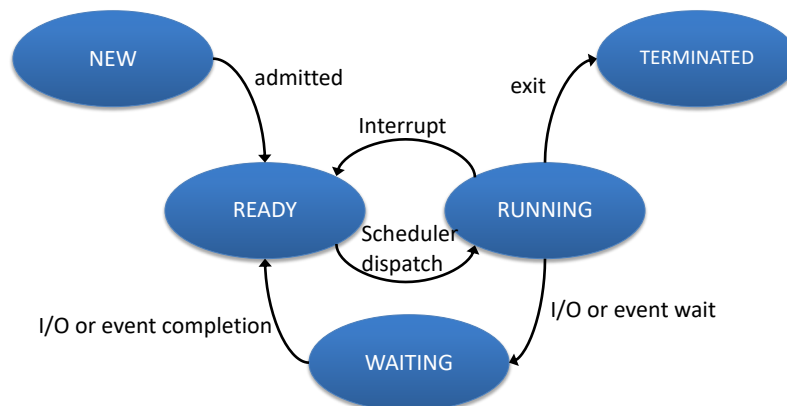 NEW
TERMINATED
admitted
exit
Interrupt
READY
RUNNING
Scheduler
dispatch
I/O or event completion
I/O or event wait
WAITING